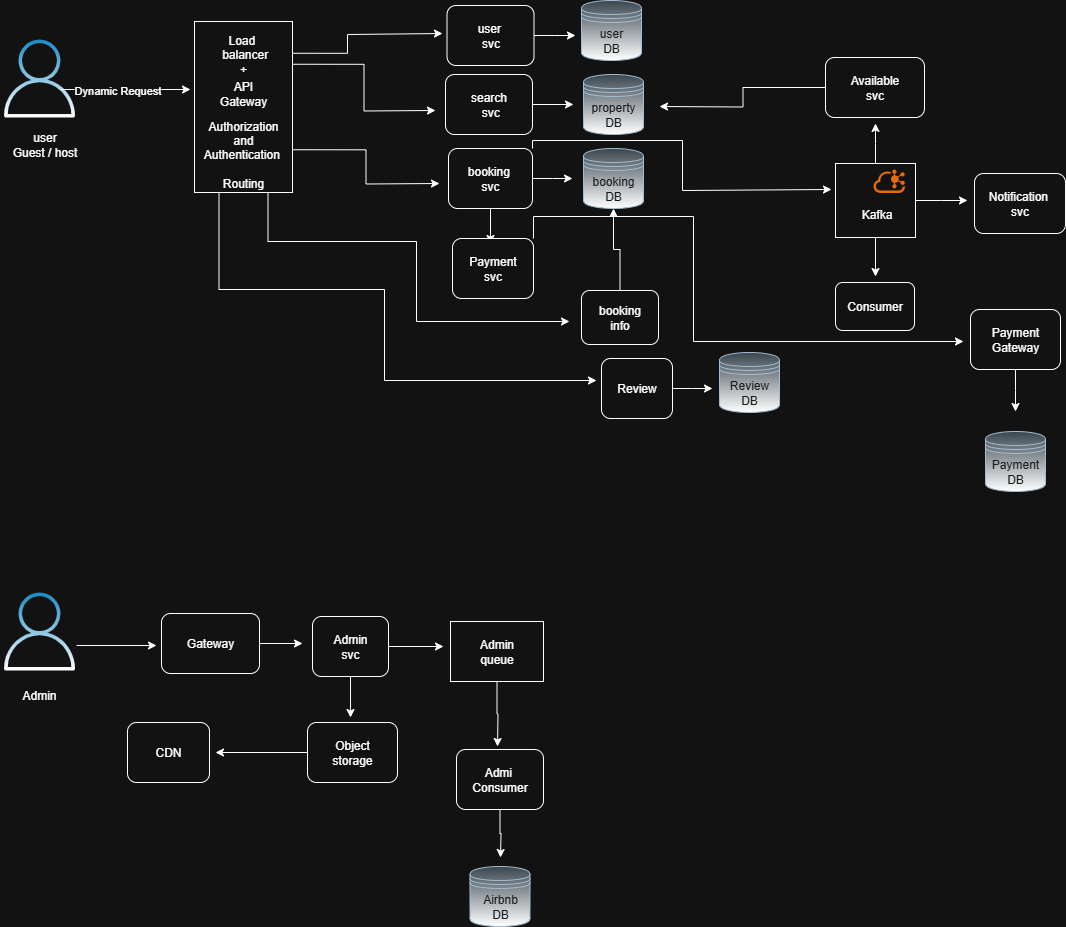 user
Guest / host
Dynamic Request
Load
balancer
+
API
Gateway
Authorization
and
Authentication
Routing
user
svc
user
DB
search
svc
property
DB
booking
svc
booking
DB
Payment
svc
booking
info
Review
Review
DB
Available
svc
Kafka
Notification
svc
Consumer
Payment
Gateway
Payment
DB
Admin
Gateway
Admin
svc
Admin
queue
CDN
Object
storage
Admi
Consumer
Airbnb
DB